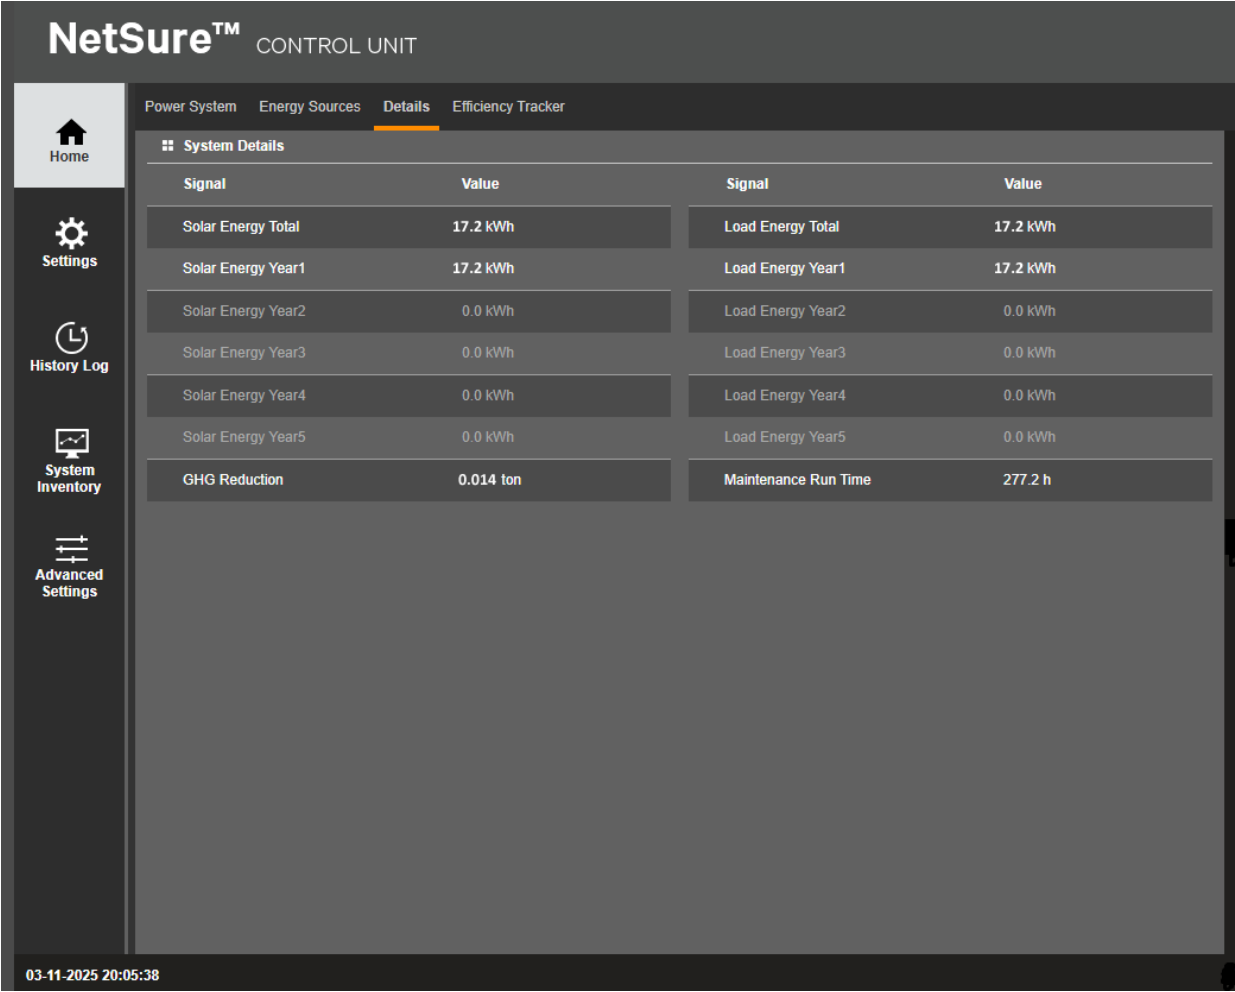 NetSure™ CONTROL UNIT
Power System Energy Sources Details Efficiency Tracker
Home
Settings
History Log
System
Inventory
Advanced
Settings
System Details
Signal Value Signal Value
Solar Energy Total 17.2 kWh Load Energy Total 17.2 kWh
Solar Energy Year1 17.2 kWh Load Energy Year1 17.2 kWh
Solar Energy Year2 0.0 kWh Load Energy Year2 0.0 kWh
Solar Energy Year3 0.0 kWh Load Energy Year3 0.0 kWh
Solar Energy Year4 0.0 kWh Load Energy Year4 0.0 kWh
Solar Energy Year5 0.0 kWh Load Energy Year5 0.0 kWh
GHG Reduction 0.014 ton Maintenance Run Time 277.2 h
03-11-2025 20:05:38